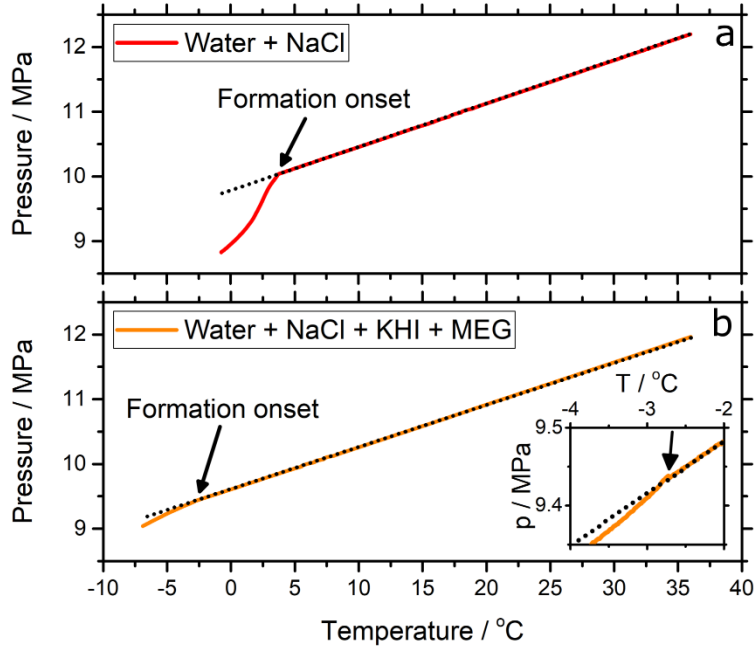 Water + NaCl
a
Formation onset
Pressure / MPa
12
11
10
9
Water + NaCl + KHI + MEG
b
Formation onset
Pressure / MPa
12
11
10
9
T / °C
-4
-3
-2
p / MPa
9.5
9.4
-10
-5
0
5
10
15
20
25
30
35
40
Temperature / °C